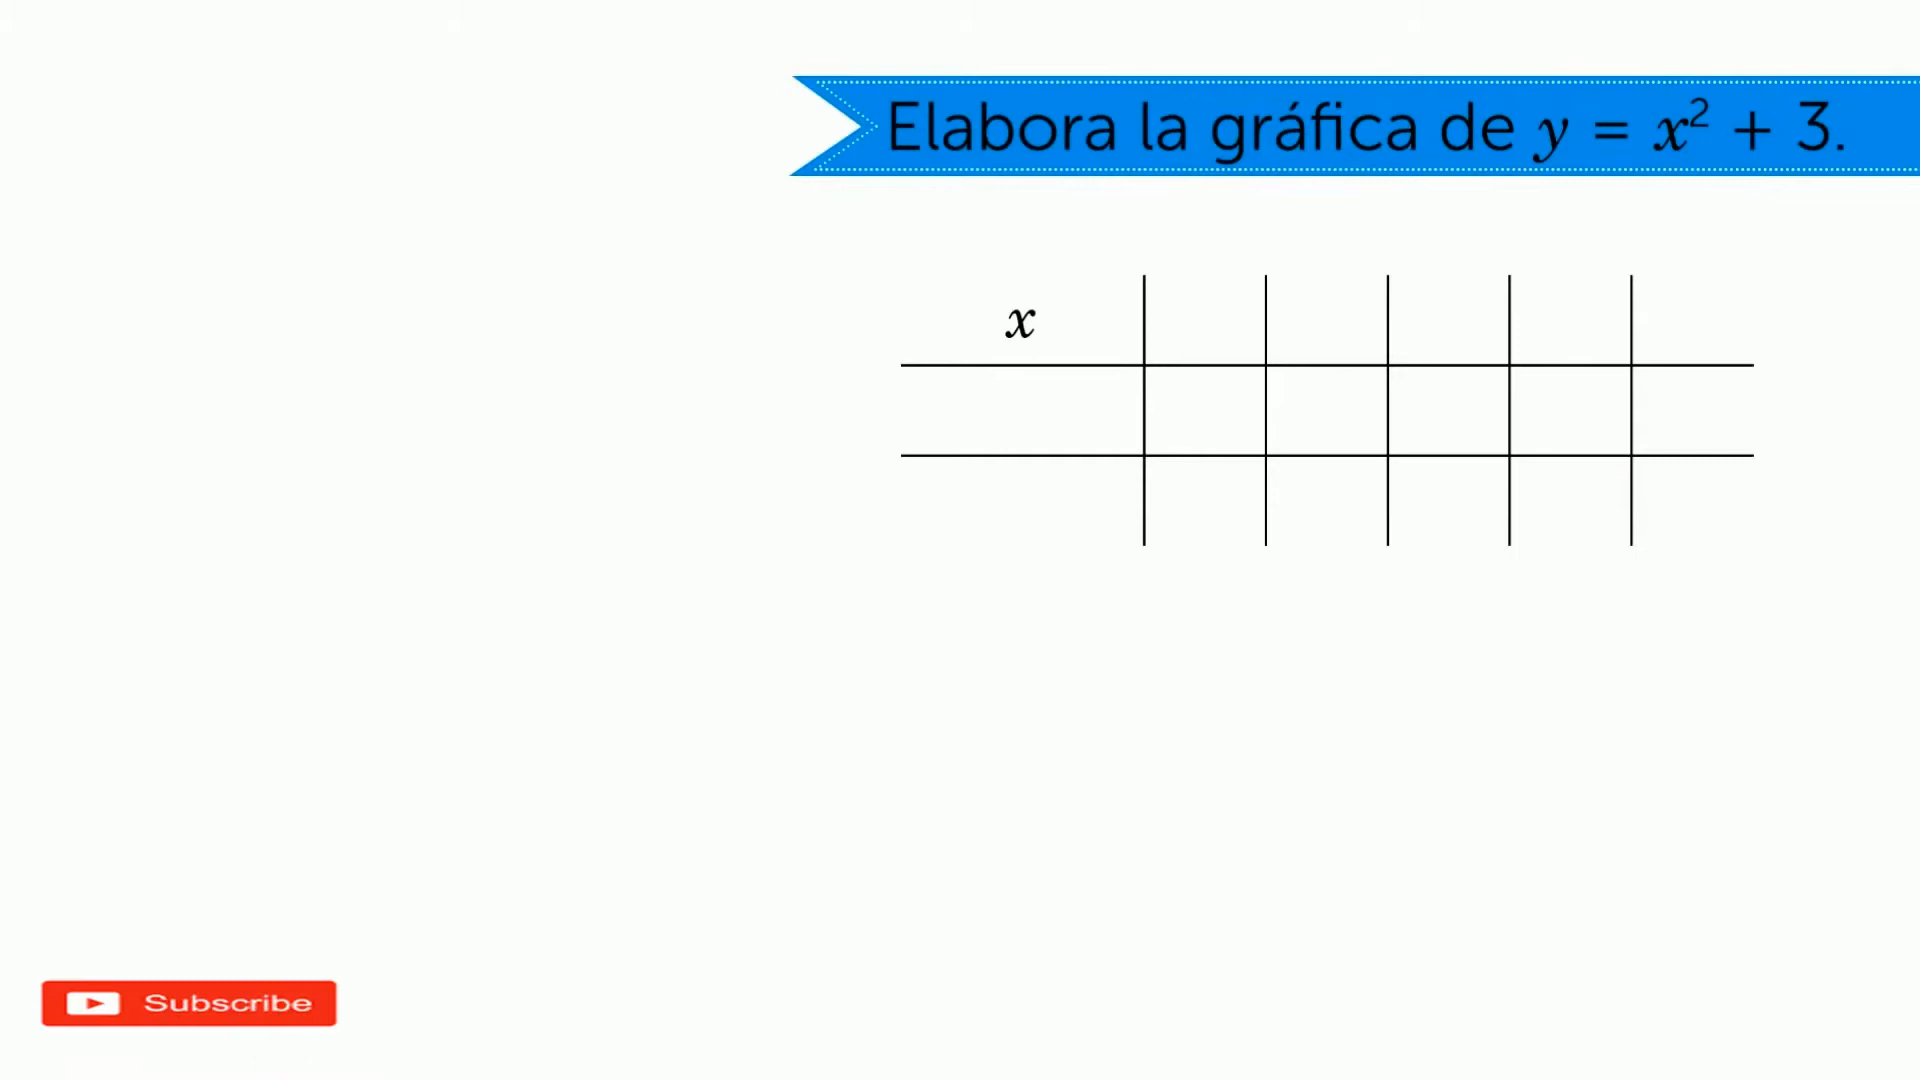 Elabora la gráfica de y = x² + 3.
x
Subscribe